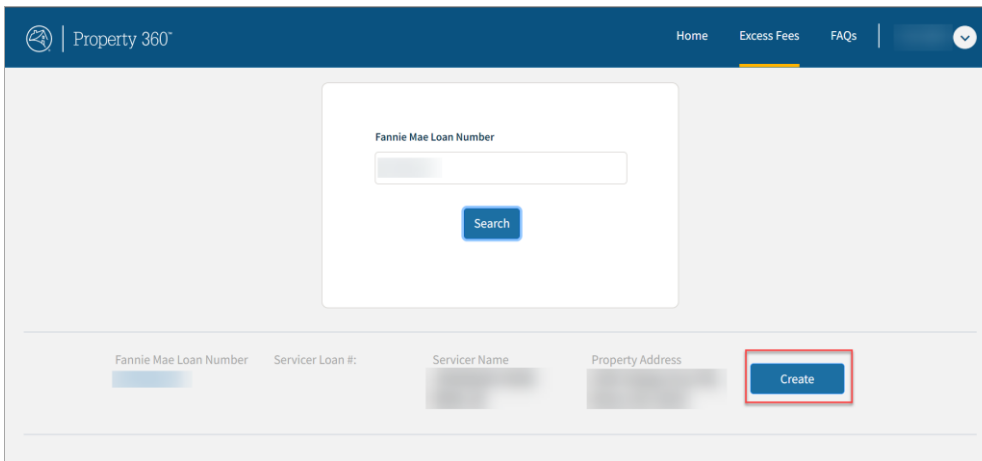 Property 360™ Home Excess Fees FAQs
Fannie Mae Loan Number
Search
Fannie Mae Loan Number Servicer Loan #: Servicer Name Property Address
Create